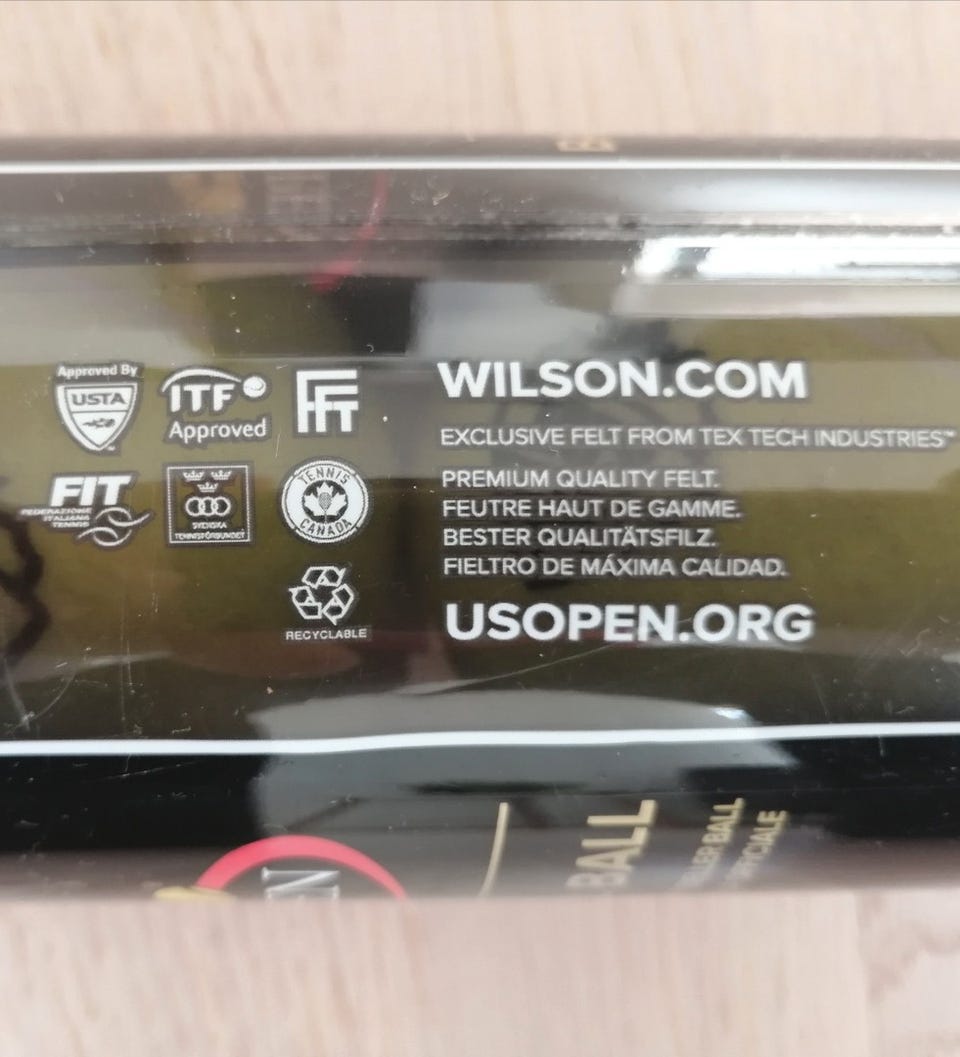 Approved By
USTA
ITF
Approved
FFT
FIT
FEDERAZIONE
ITALIANA
TENNIS
SVENSKA
TENNISFÖRBUNDET
TENNIS
CANADA
RECYCLABLE
WILSON.COM
EXCLUSIVE FELT FROM TEX TECH INDUSTRIES™
PREMIUM QUALITY FELT.
FEUTRE HAUT DE GAMME.
BESTER QUALITÄTSFILZ.
FIELTRO DE MÁXIMA CALIDAD.
USOPEN.ORG
BALL
BALL